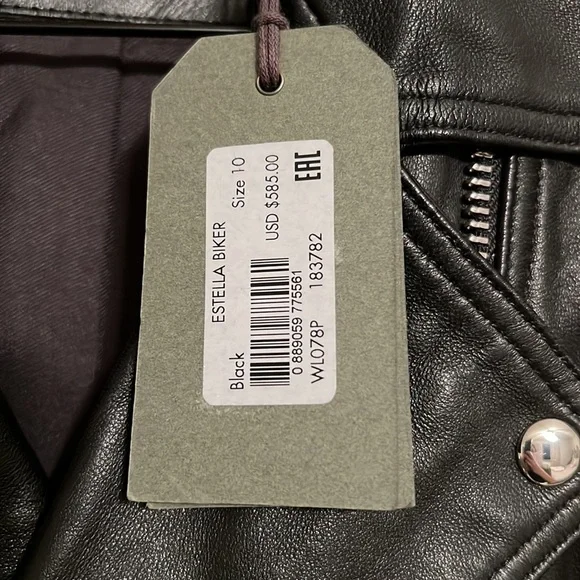 ESTELLA BIKER
Black Size 10
USD $585.00
0 889059 775561
WL078P 183782
EAC